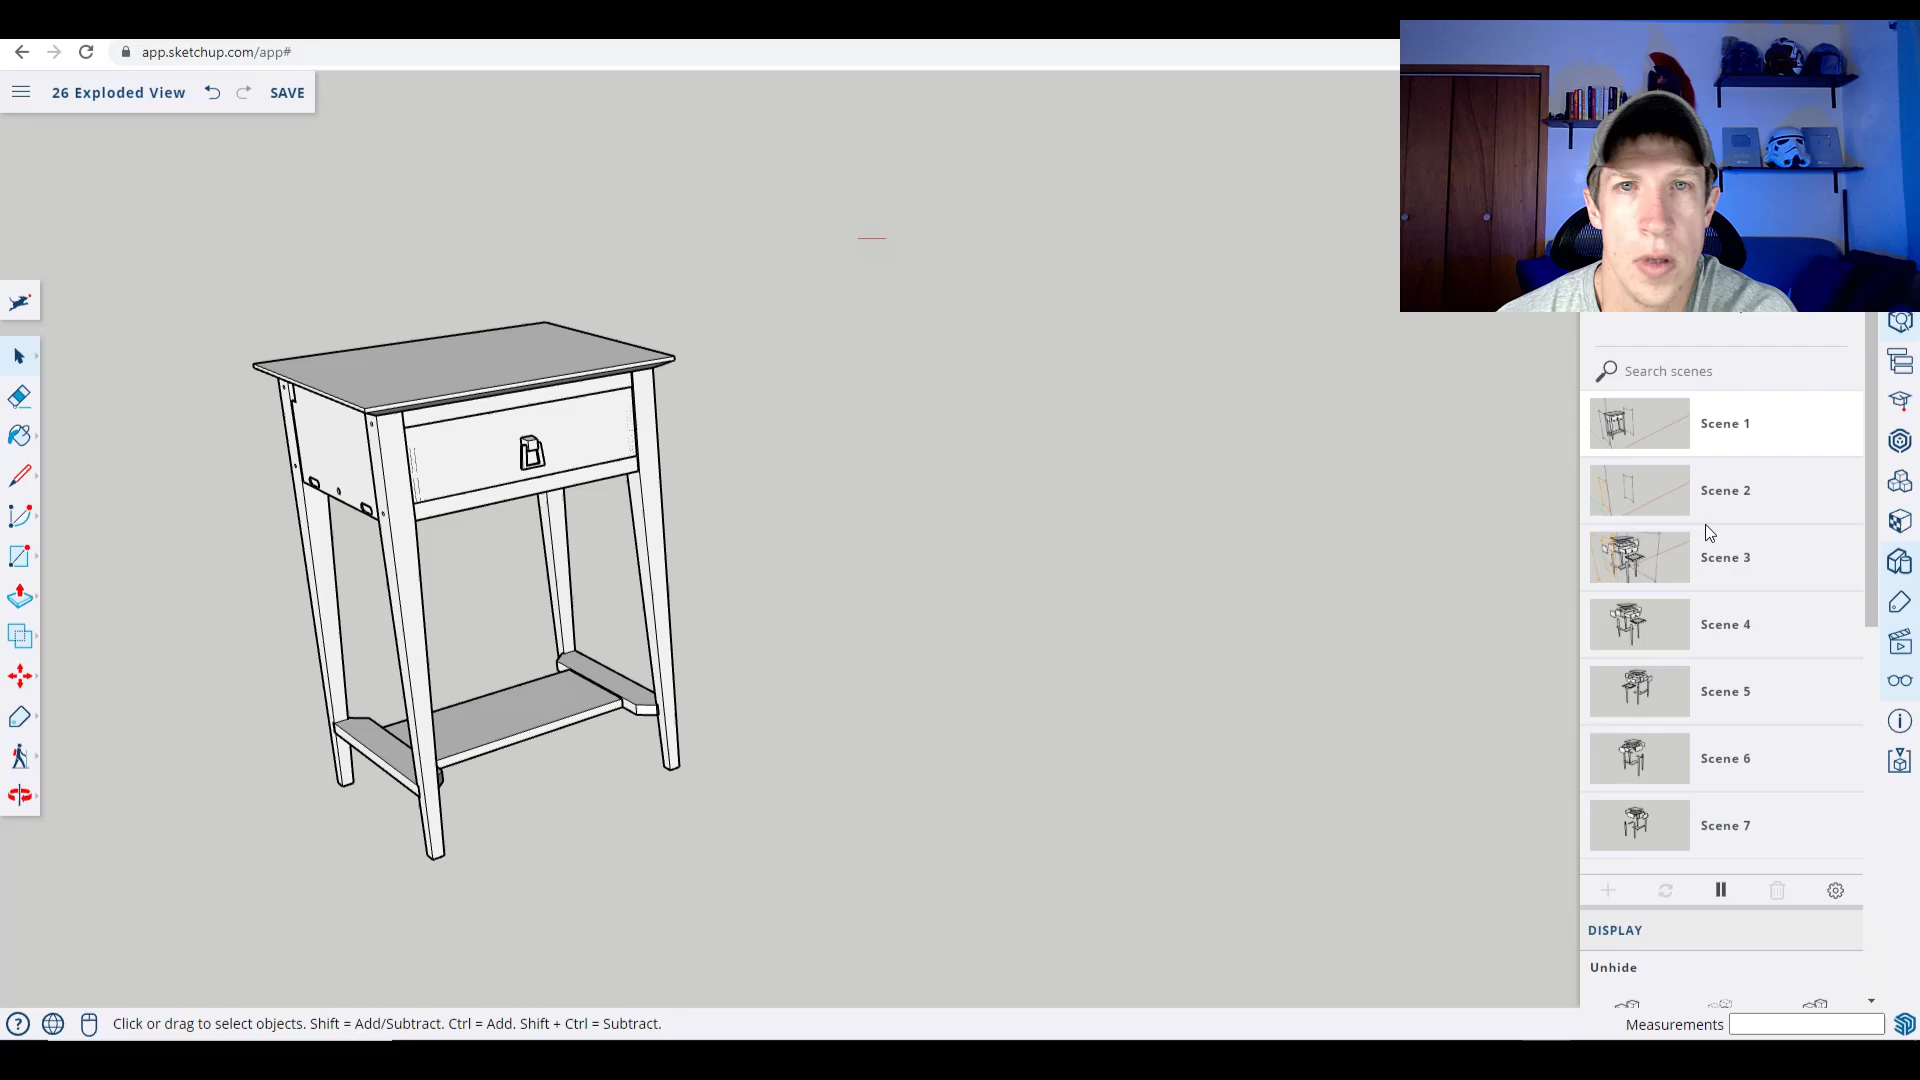 app.sketchup.com/app#
26 Exploded View
SAVE
Search scenes
Scene 1
Scene 2
Scene 3
Scene 4
Scene 5
Scene 6
Scene 7
DISPLAY
Unhide
Click or drag to select objects. Shift = Add/Subtract. Ctrl = Add. Shift + Ctrl = Subtract.
Measurements